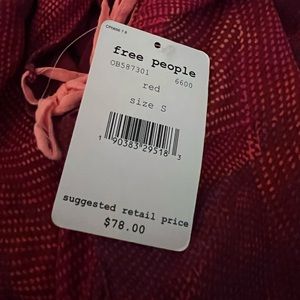 free people
OB587301 6600
red
size S
1 90383 29518 3
suggested retail price
$78.00